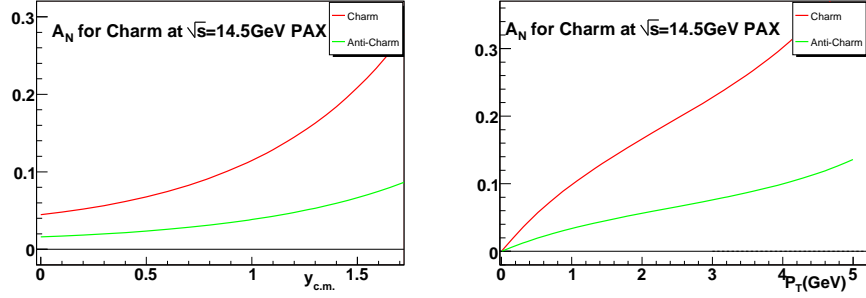 A_N for Charm at √s=14.5GeV PAX
Charm
Anti-Charm
0.3
0.2
0.1
0
0 0.5 1 1.5
y_c.m.
A_N for Charm at √s=14.5GeV PAX
Charm
Anti-Charm
0.3
0.2
0.1
0
0 1 2 3 4 5
P_T(GeV)